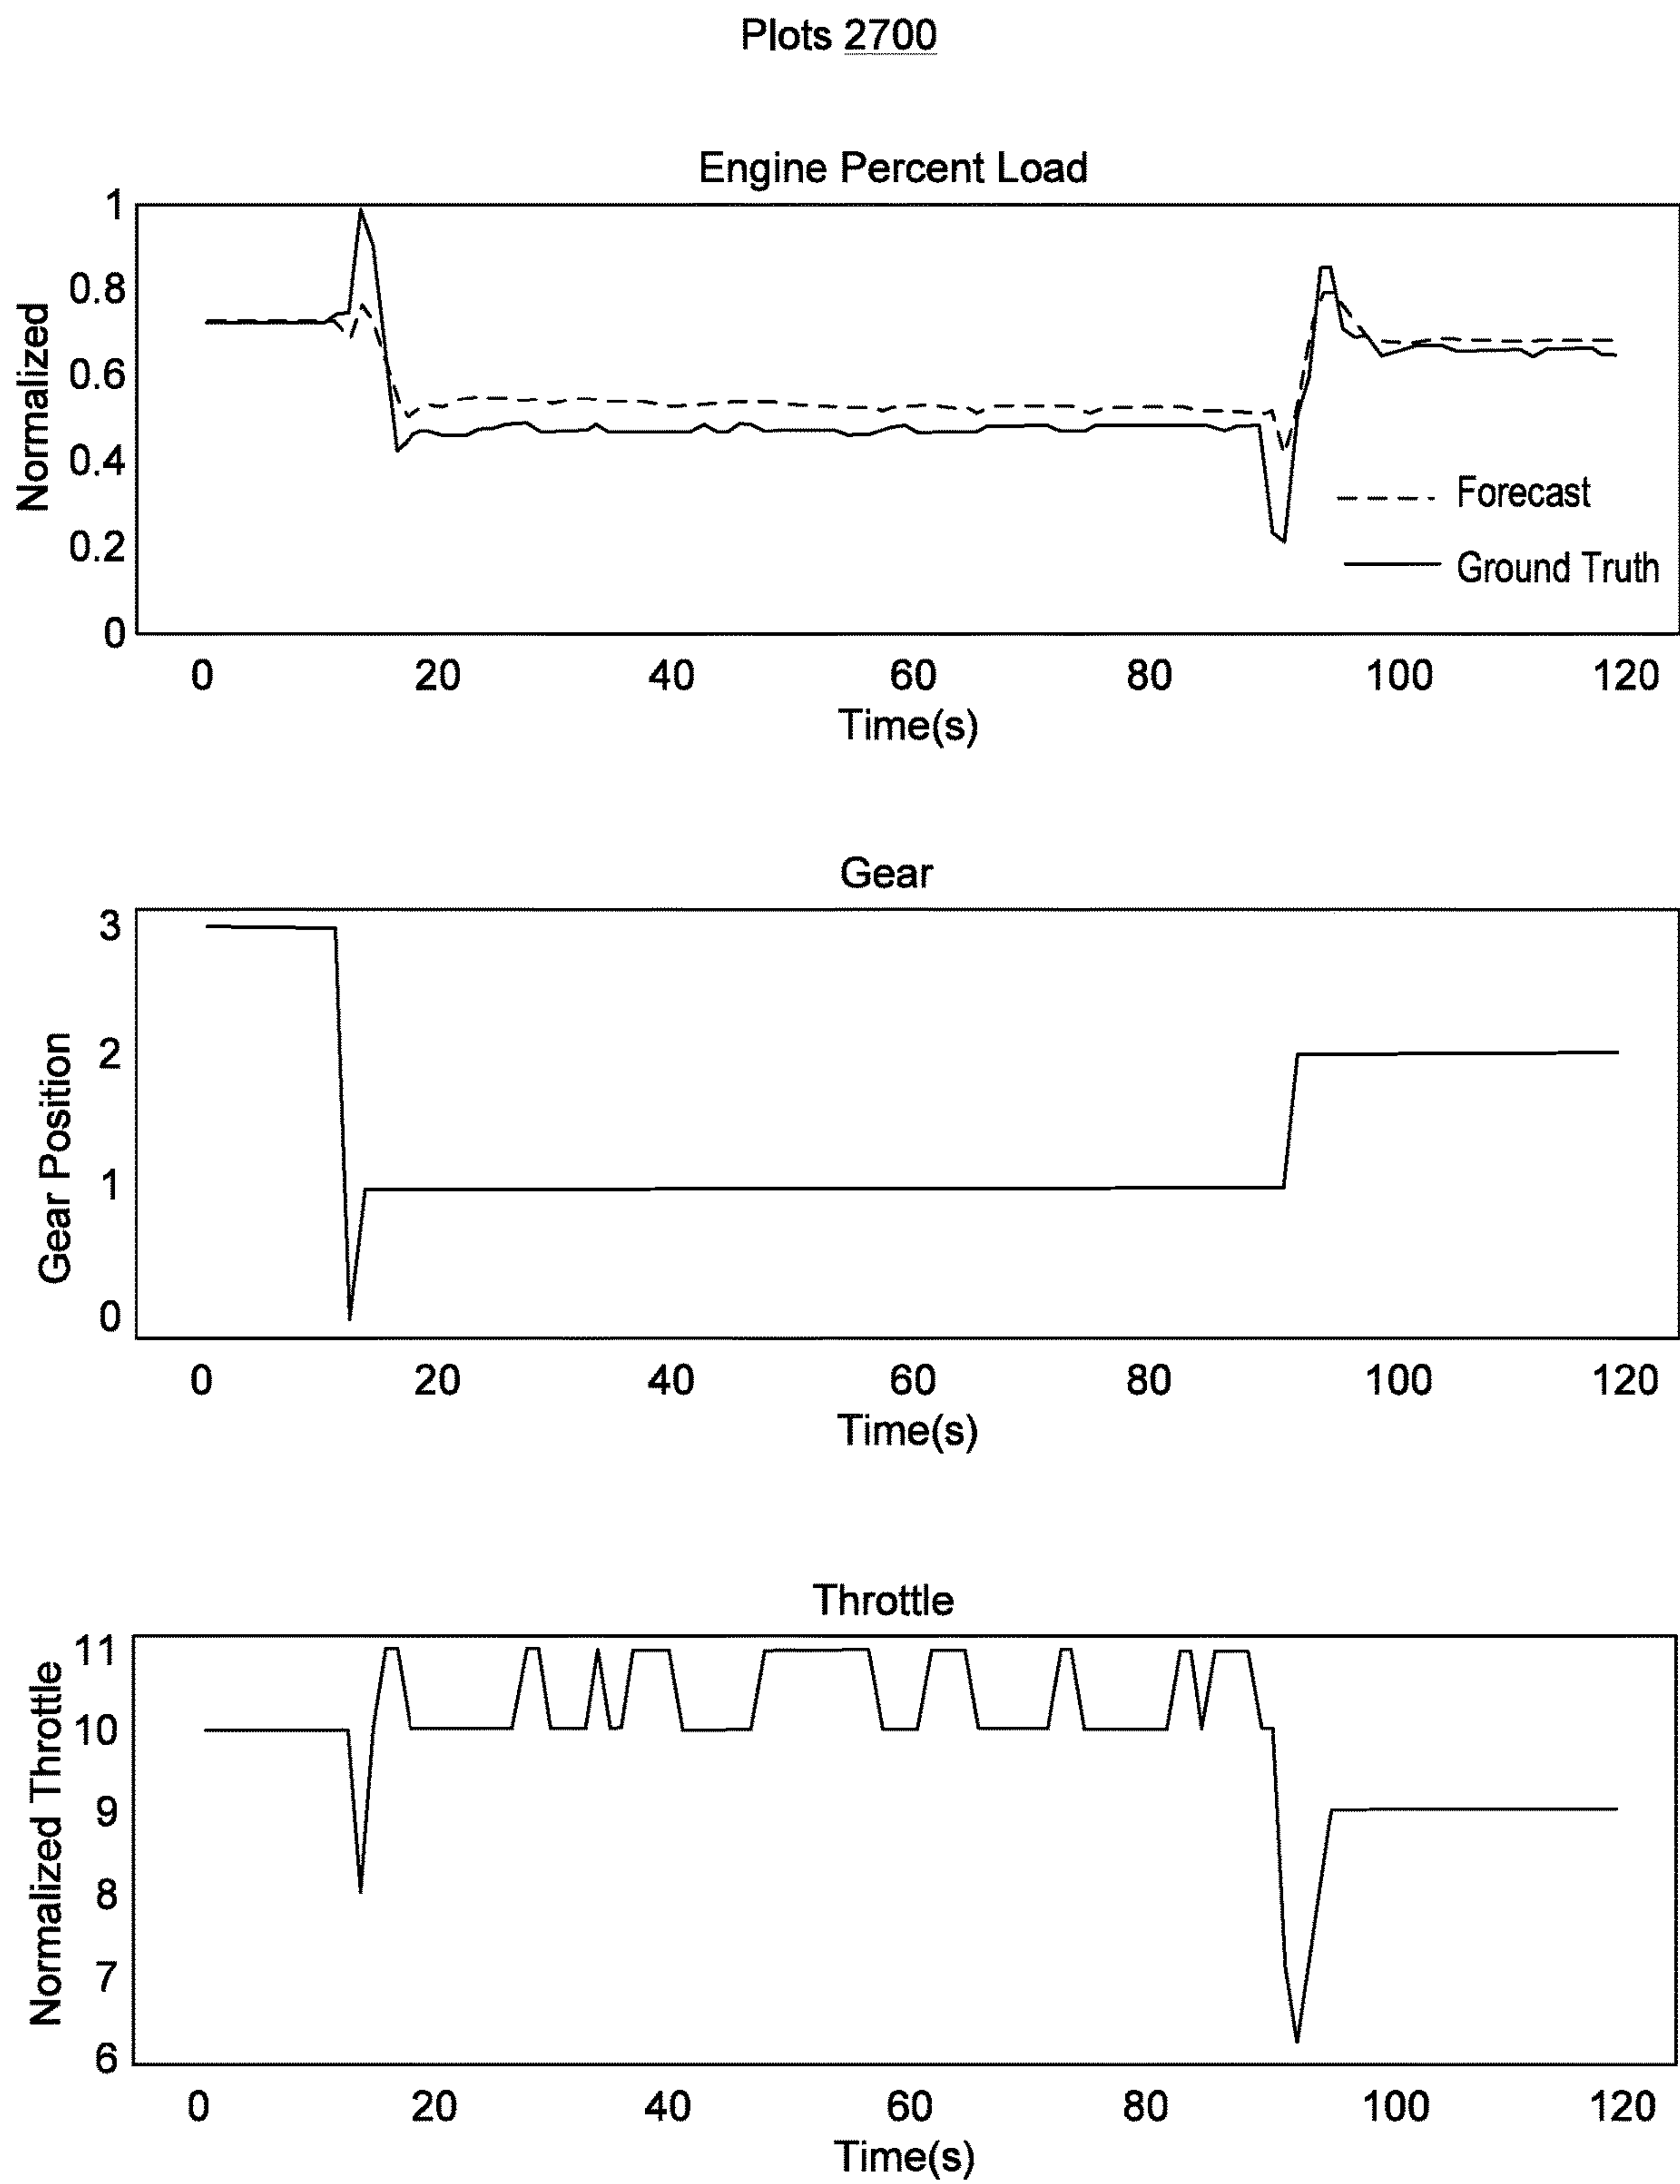 Plots 2700
Engine Percent Load
Normalized
1
0.8
0.6
0.4
0.2
0
Forecast
Ground Truth
0 20 40 60 80 100 120
Time(s)
Gear
Gear Position
3
2
1
0
0 20 40 60 80 100 120
Time(s)
Throttle
Normalized Throttle
11
10
9
8
7
6
0 20 40 60 80 100 120
Time(s)